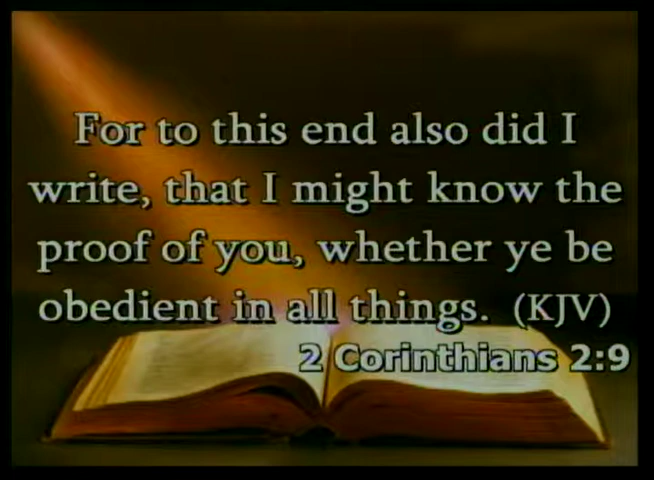 For to this end also did I
write, that I might know the
proof of you, whether ye be
obedient in all things. (KJV)
2 Corinthians 2:9